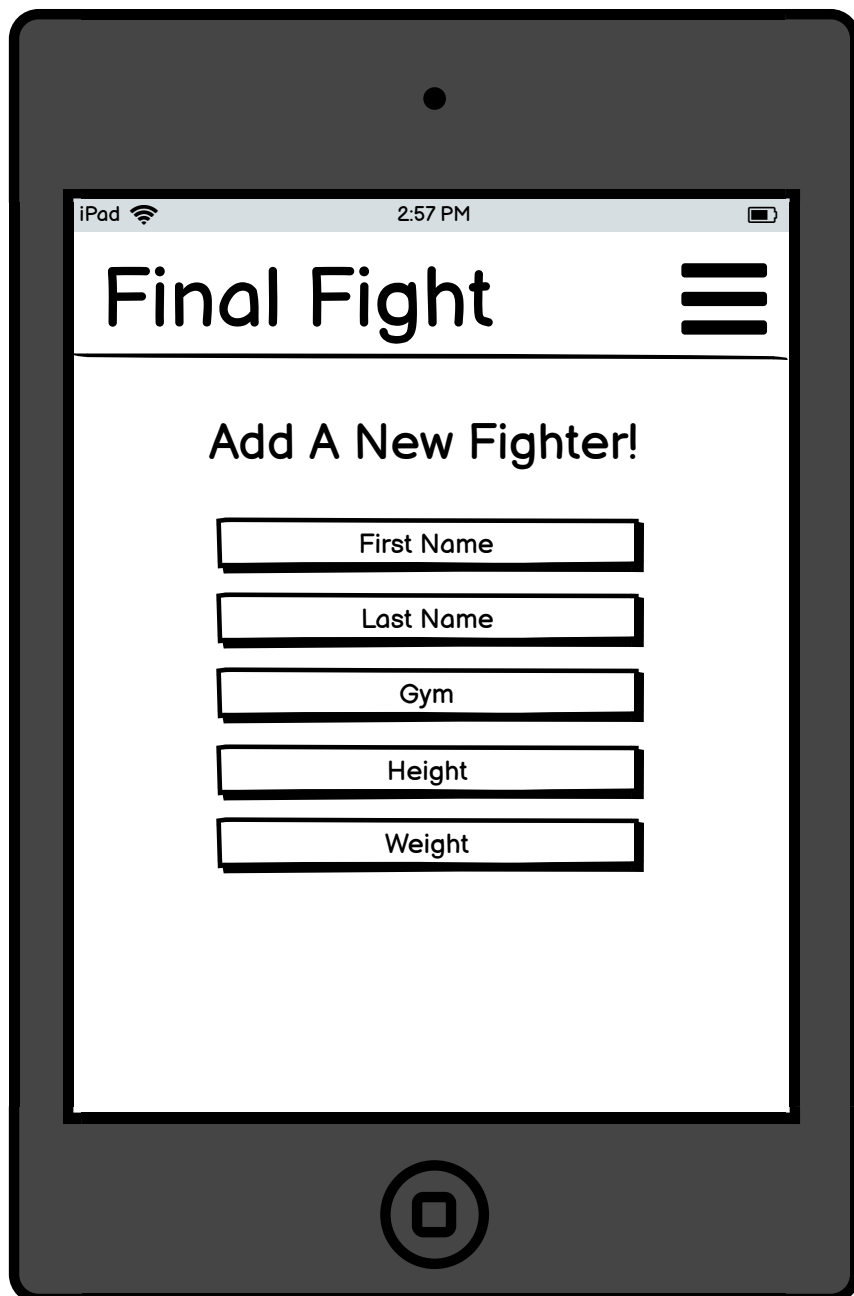 iPad 2:57 PM
Final Fight
Add A New Fighter!
First Name
Last Name
Gym
Height
Weight